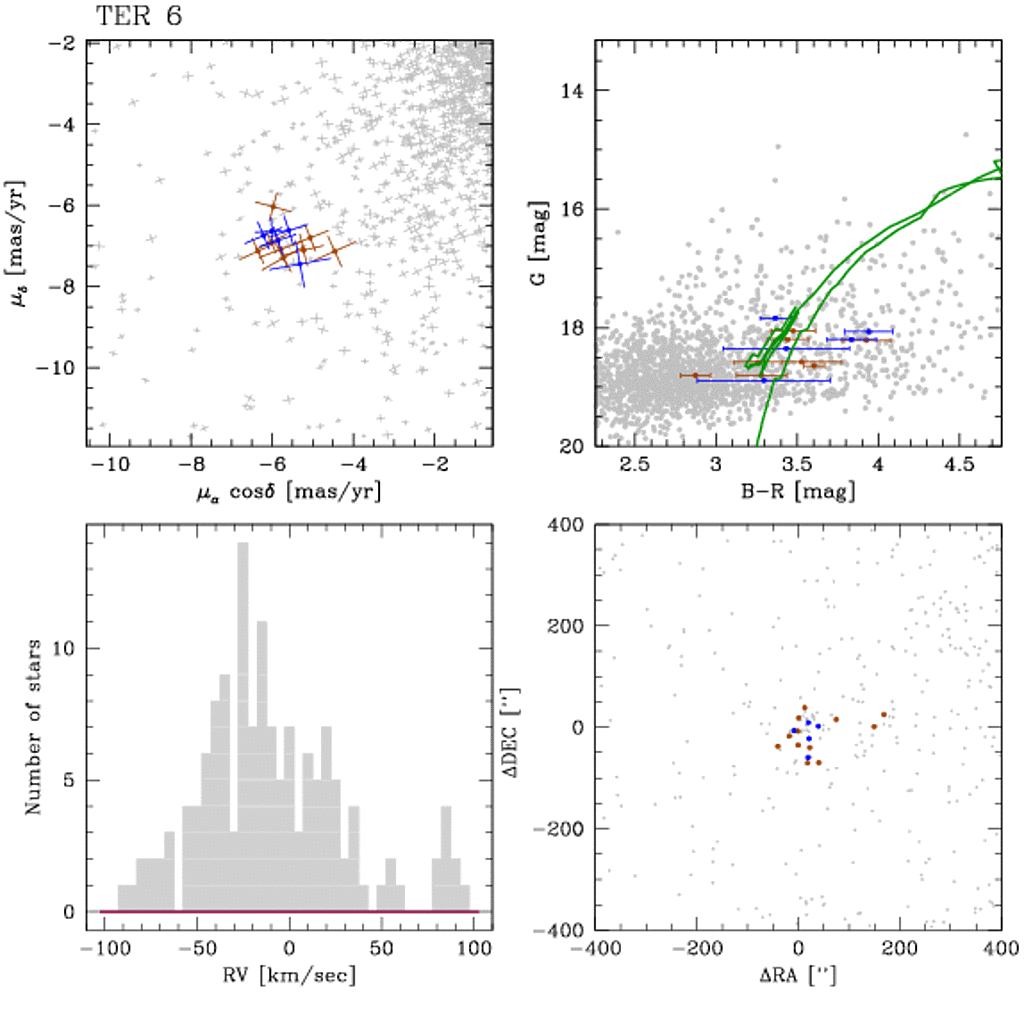 TER 6
−2
−4
−6
−8
−10
μδ [mas/yr]
−10 −8 −6 −4 −2
μα cosδ [mas/yr]
14
16
18
20
G [mag]
2.5 3 3.5 4 4.5
B−R [mag]
10
5
0
Number of stars
−100 −50 0 50 100
RV [km/sec]
400
200
0
−200
−400
ΔDEC [″]
−400 −200 0 200 400
ΔRA [″]